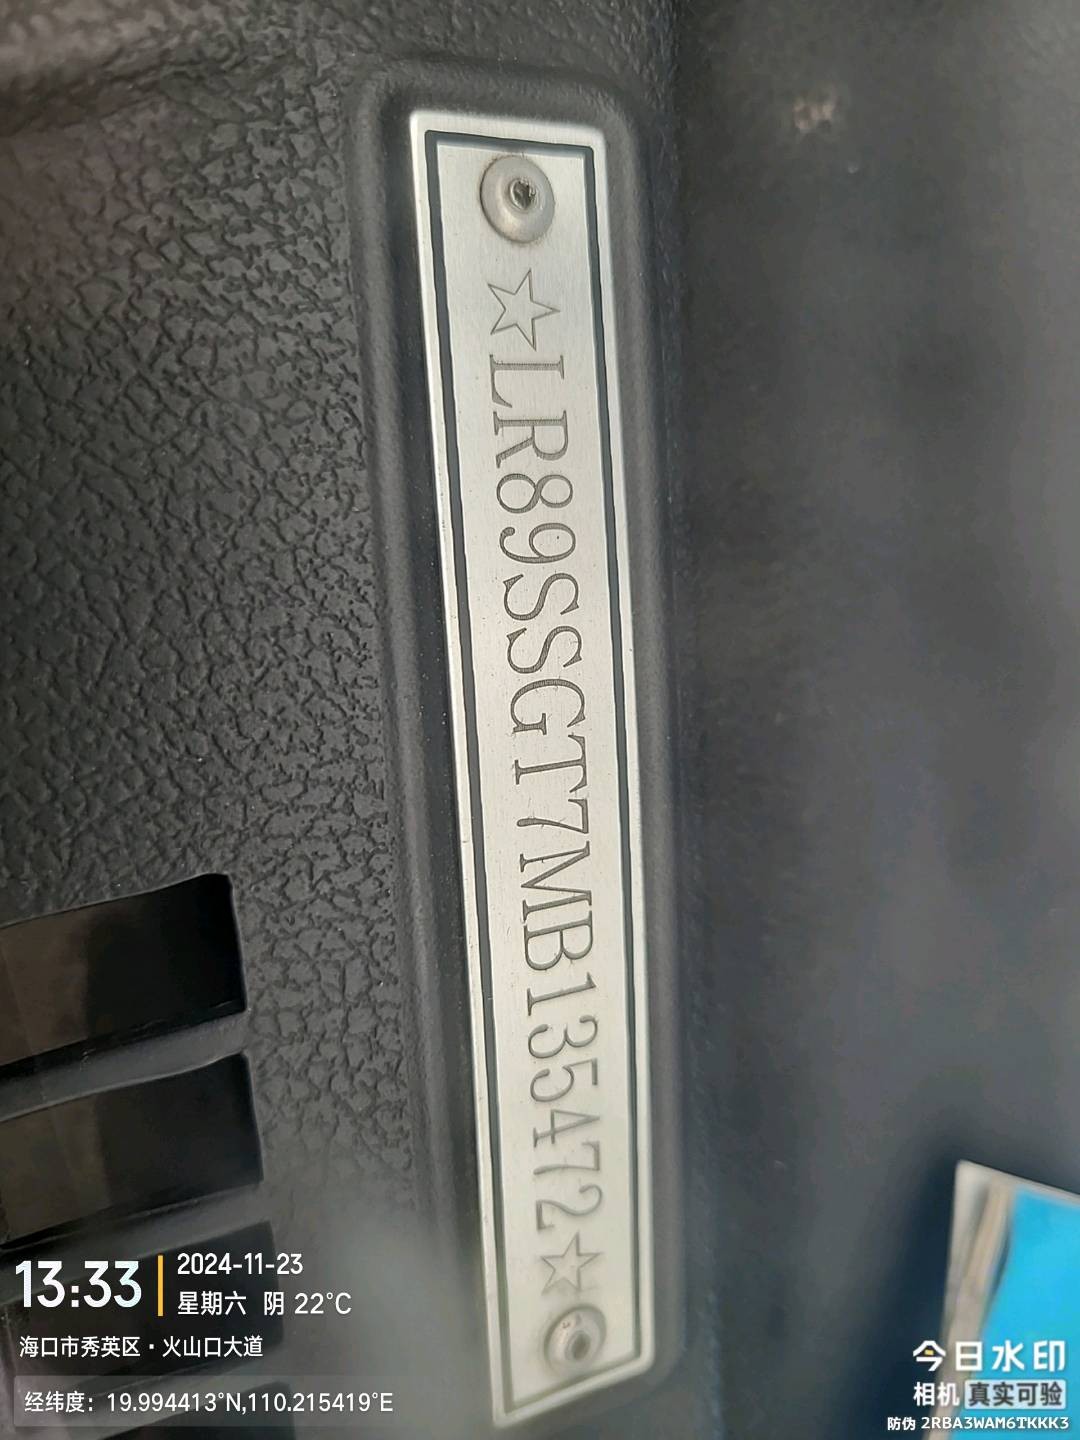 ☆LR89SSGT7MB135472☆
13:33
2024-11-23
星期六 阴 22°C
海口市秀英区·火山口大道
经纬度：19.994413°N,110.215419°E
今日水印
相机 真实可验
防伪 2RBA3WAM6TKKK3